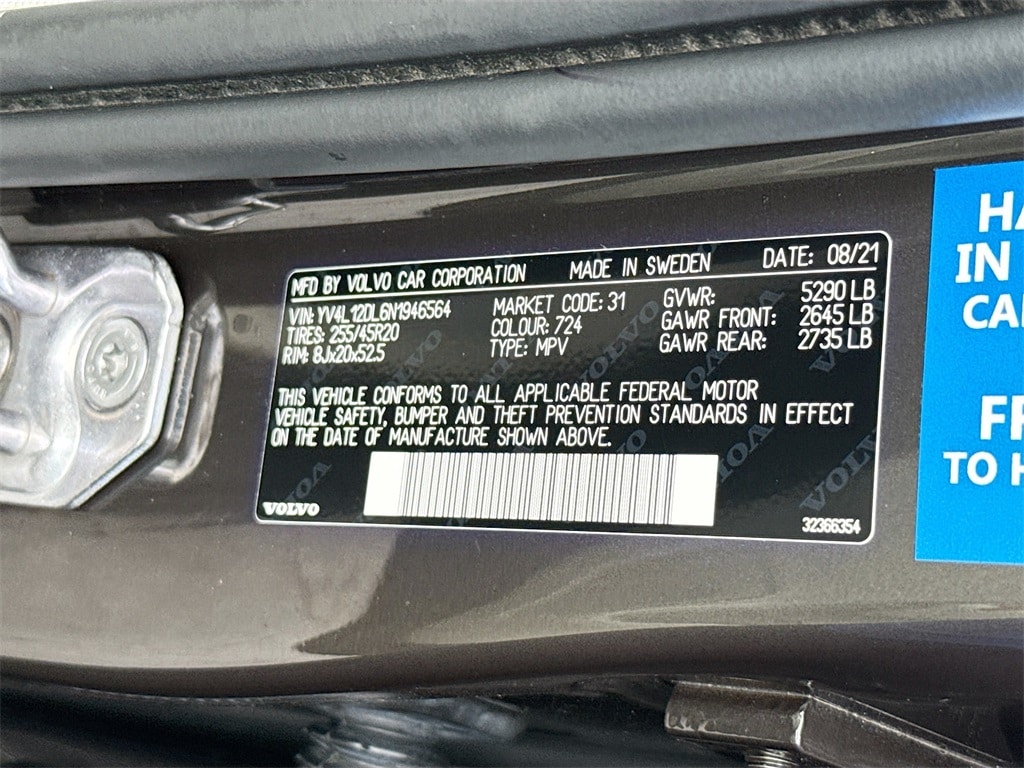 MFD BY VOLVO CAR CORPORATION MADE IN SWEDEN DATE: 08/21
VIN: YV4L12DL6N1946564 MARKET CODE: 31 GVWR: 5290 LB
TIRES: 255/45R20 COLOUR: 724 GAWR FRONT: 2645 LB
RIM: 8Jx20x52.5 TYPE: MPV GAWR REAR: 2735 LB
THIS VEHICLE CONFORMS TO ALL APPLICABLE FEDERAL MOTOR
VEHICLE SAFETY, BUMPER AND THEFT PREVENTION STANDARDS IN EFFECT
ON THE DATE OF MANUFACTURE SHOWN ABOVE.
VOLVO 32366354
HA
IN
CA
FR
TO H